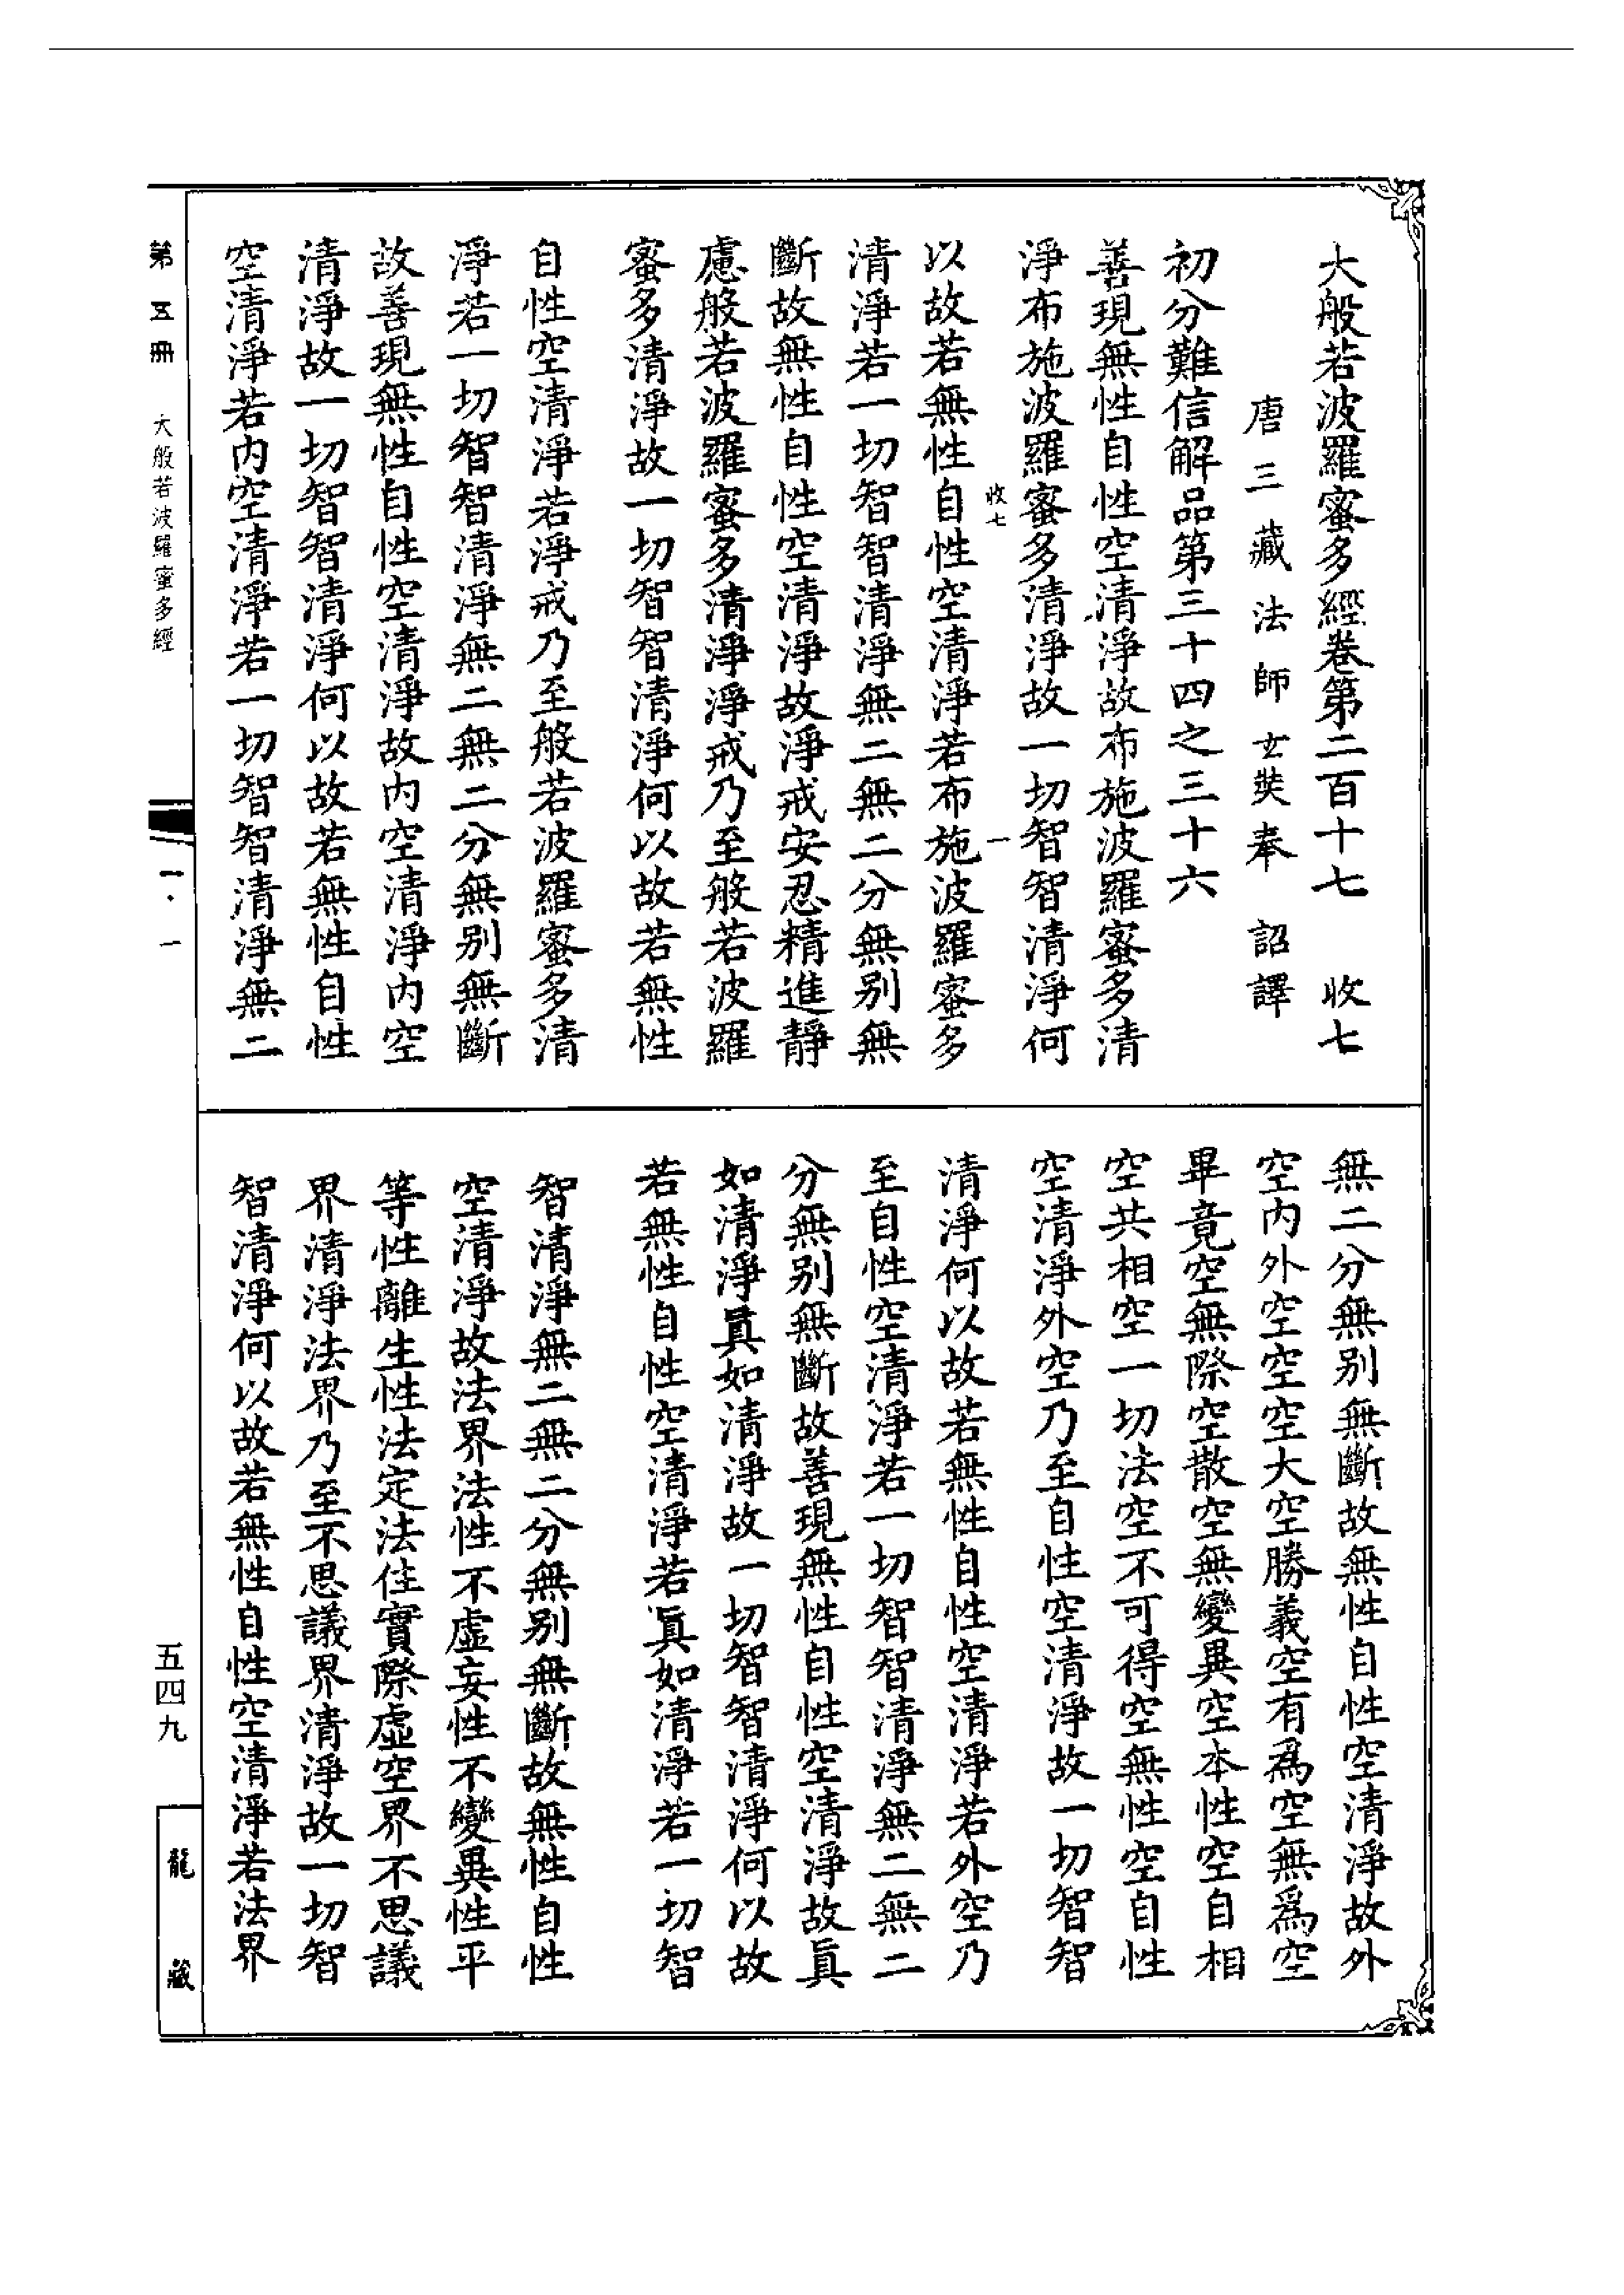 大般若波羅蜜多經卷第二百十七　收七
唐三藏法師玄奘奉　詔譯
初分難信解品第三十四之三十六
善現無性自性空清淨故布施波羅蜜多清
淨布施波羅蜜多清淨故一切智智清淨何
收七　一
以故若無性自性空清淨若布施波羅蜜多
清淨若一切智智清淨無二無二分無別無
斷故無性自性空清淨故淨戒安忍精進靜
慮般若波羅蜜多清淨淨戒乃至般若波羅
蜜多清淨故一切智智清淨何以故若無性
自性空清淨若淨戒乃至般若波羅蜜多清
淨若一切智智清淨無二無二分無別無斷
故善現無性自性空清淨故內空清淨內空
清淨故一切智智清淨何以故若無性自性
空清淨若內空清淨若一切智智清淨無二
無二分無別無斷故無性自性空清淨故外
空內外空空空大空勝義空有爲空無爲空
畢竟空無際空散空無變異空本性空自相
空共相空一切法空不可得空無性空自性
空清淨外空乃至自性空清淨故一切智智
清淨何以故若無性自性空清淨若外空乃
至自性空清淨若一切智智清淨無二無二
分無別無斷故善現無性自性空清淨故眞
如清淨眞如清淨故一切智智清淨何以故
若無性自性空清淨若眞如清淨若一切智
智清淨無二無二分無別無斷故無性自性
空清淨故法界法性不虛妄性不變異性平
等性離生性法定法住實際虛空界不思議
界清淨法界乃至不思議界清淨故一切智
智清淨何以故若無性自性空清淨若法界
第五冊　大般若波羅蜜多經
一·一
五四九
龍藏